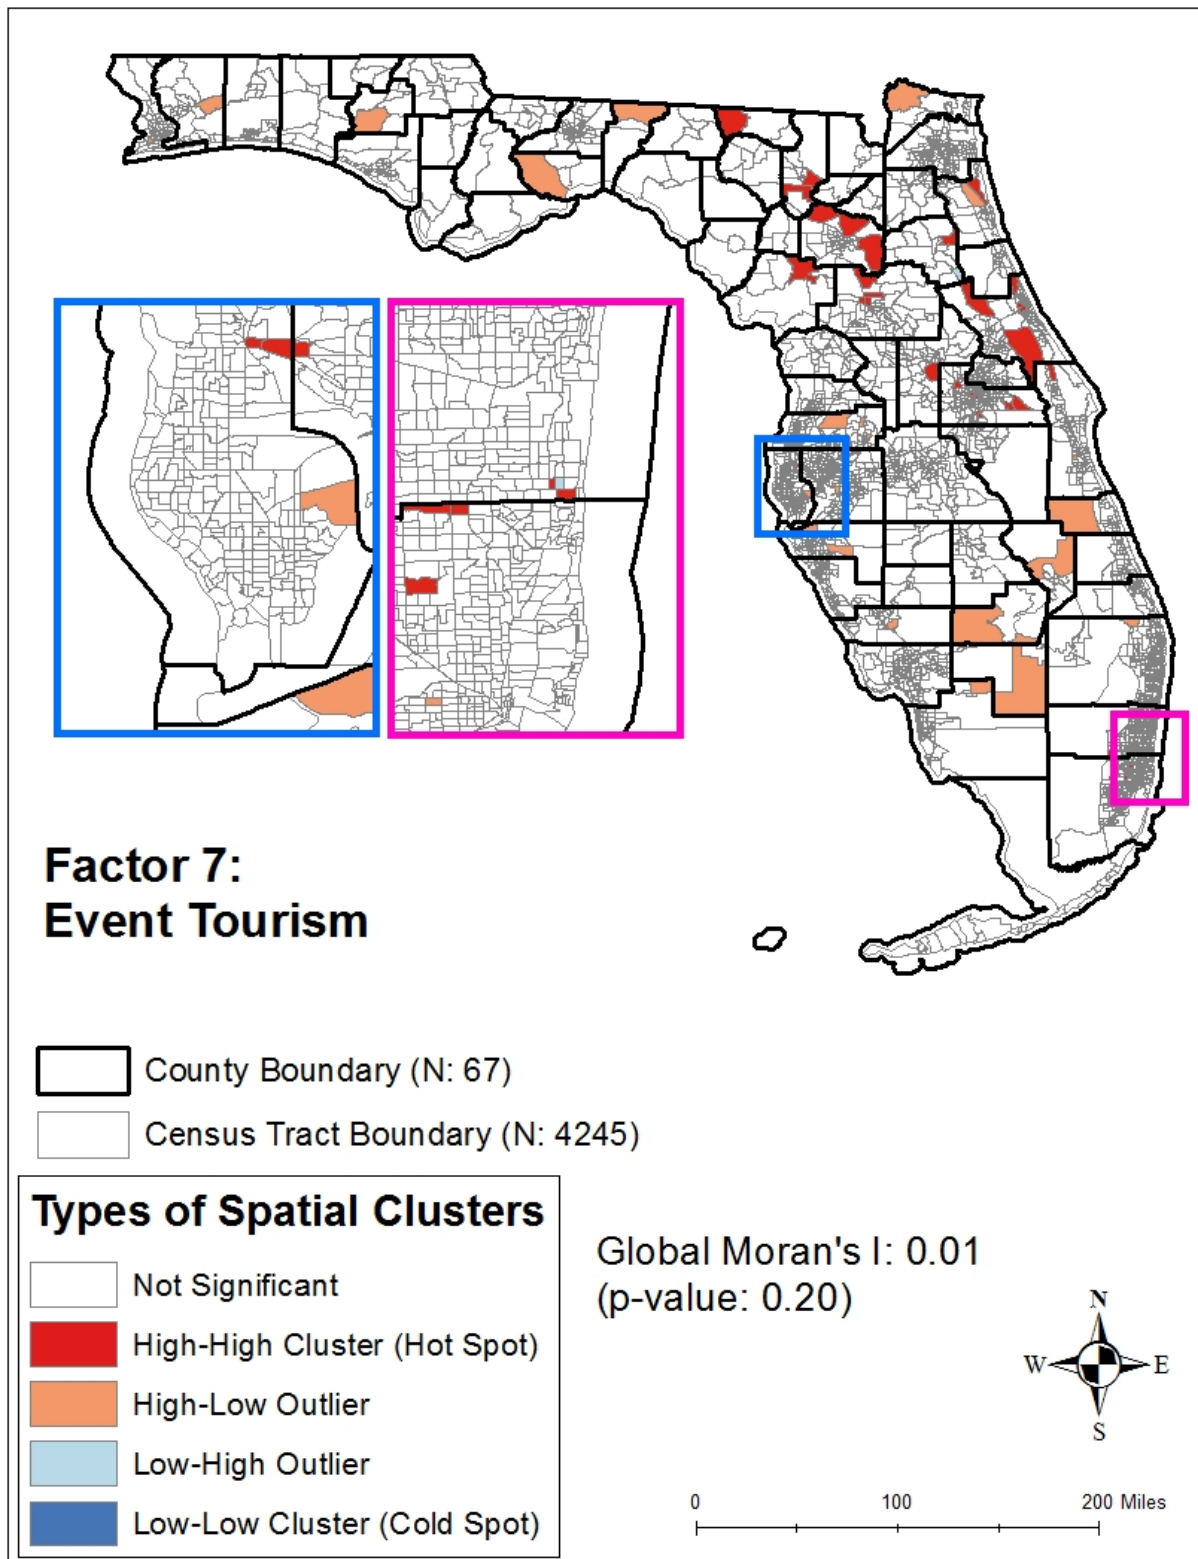 Factor 7:
Event Tourism
County Boundary (N: 67)
Census Tract Boundary (N: 4245)
Types of Spatial Clusters
Not Significant
High-High Cluster (Hot Spot)
High-Low Outlier
Low-High Outlier
Low-Low Cluster (Cold Spot)
Global Moran's I: 0.01
(p-value: 0.20)
N
W E
S
0 100 200 Miles